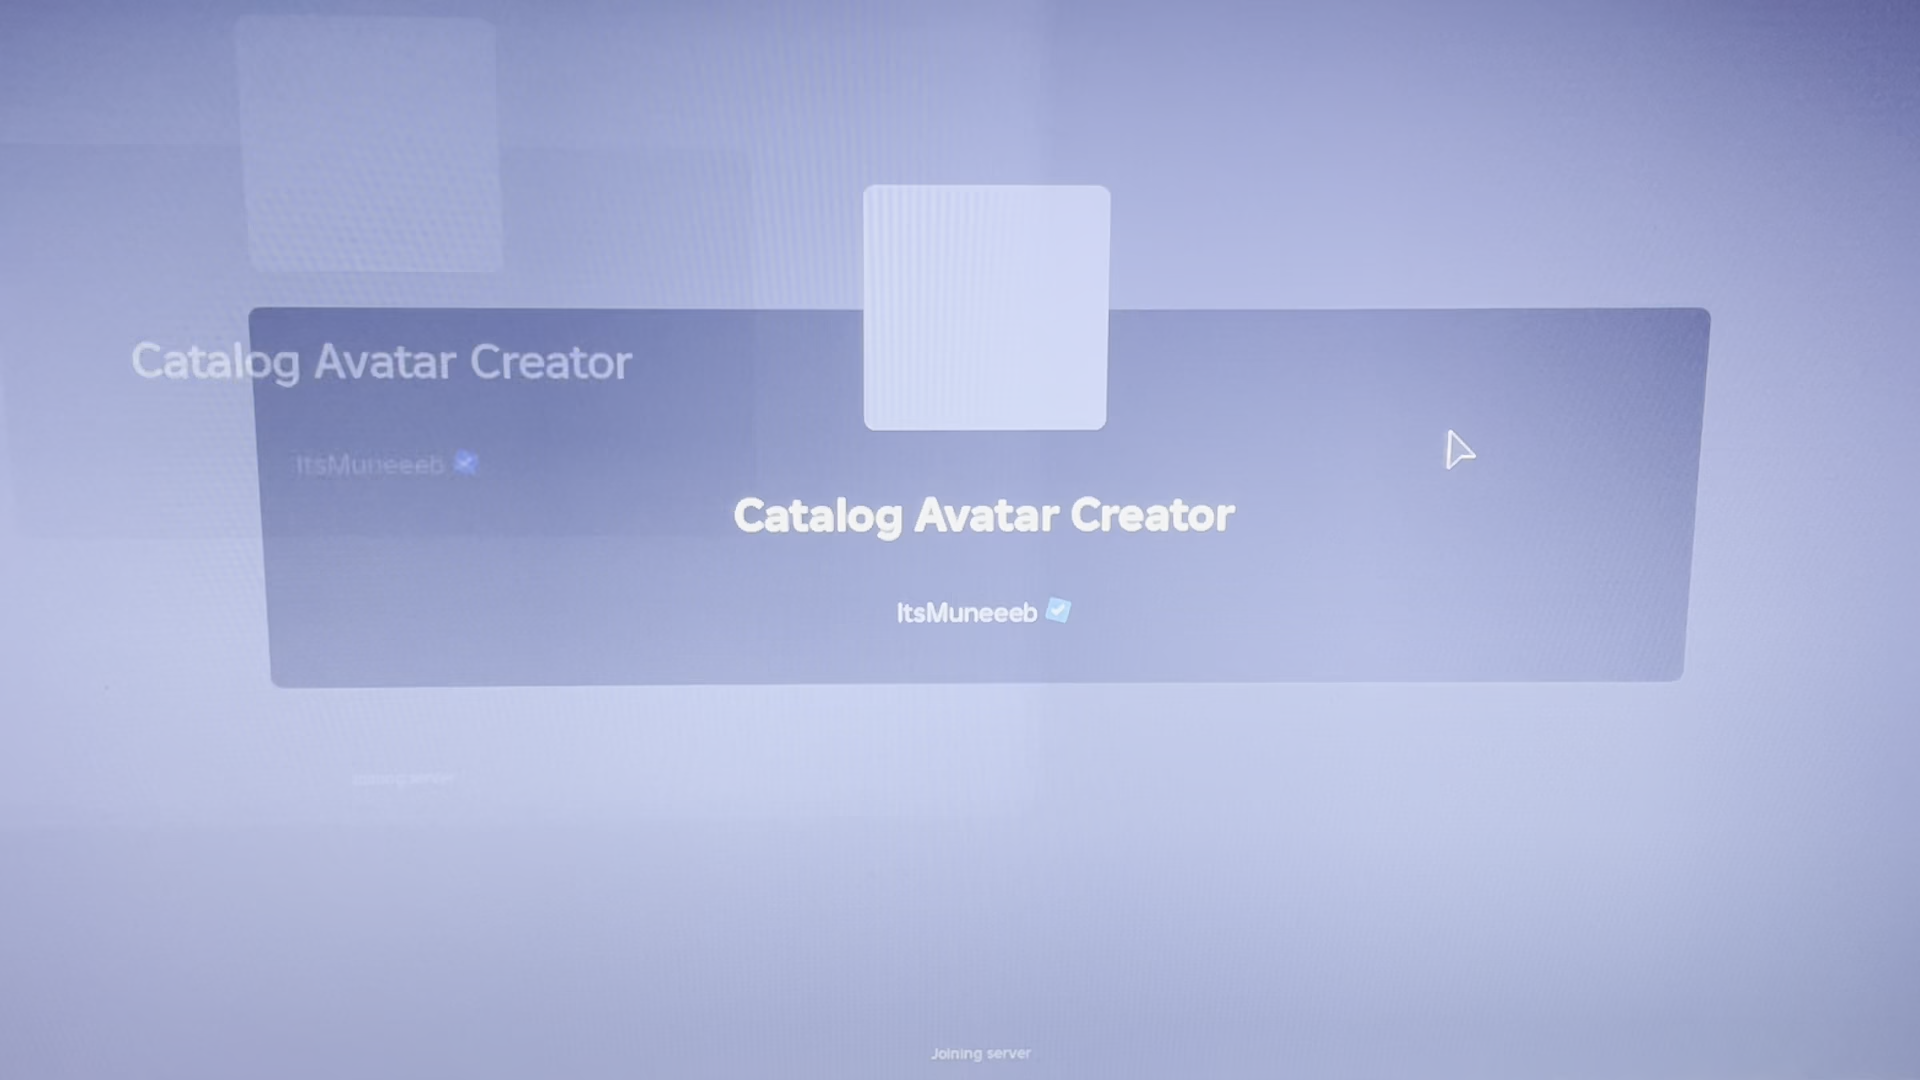 Catalog Avatar Creator
ItsMuneeeb
Catalog Avatar Creator
ItsMuneeeb
Joining server